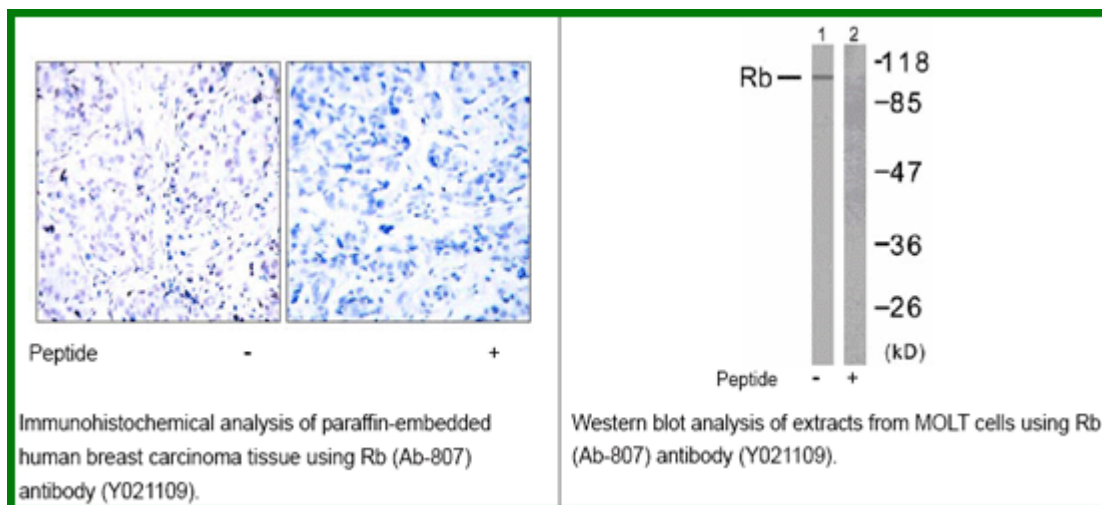 Peptide - +
Immunohistochemical analysis of paraffin-embedded
human breast carcinoma tissue using Rb (Ab-807)
antibody (Y021109).
1 2
Rb —
-118
-85
-47
-36
-26
(kD)
Peptide - +
Western blot analysis of extracts from MOLT cells using Rb
(Ab-807) antibody (Y021109).